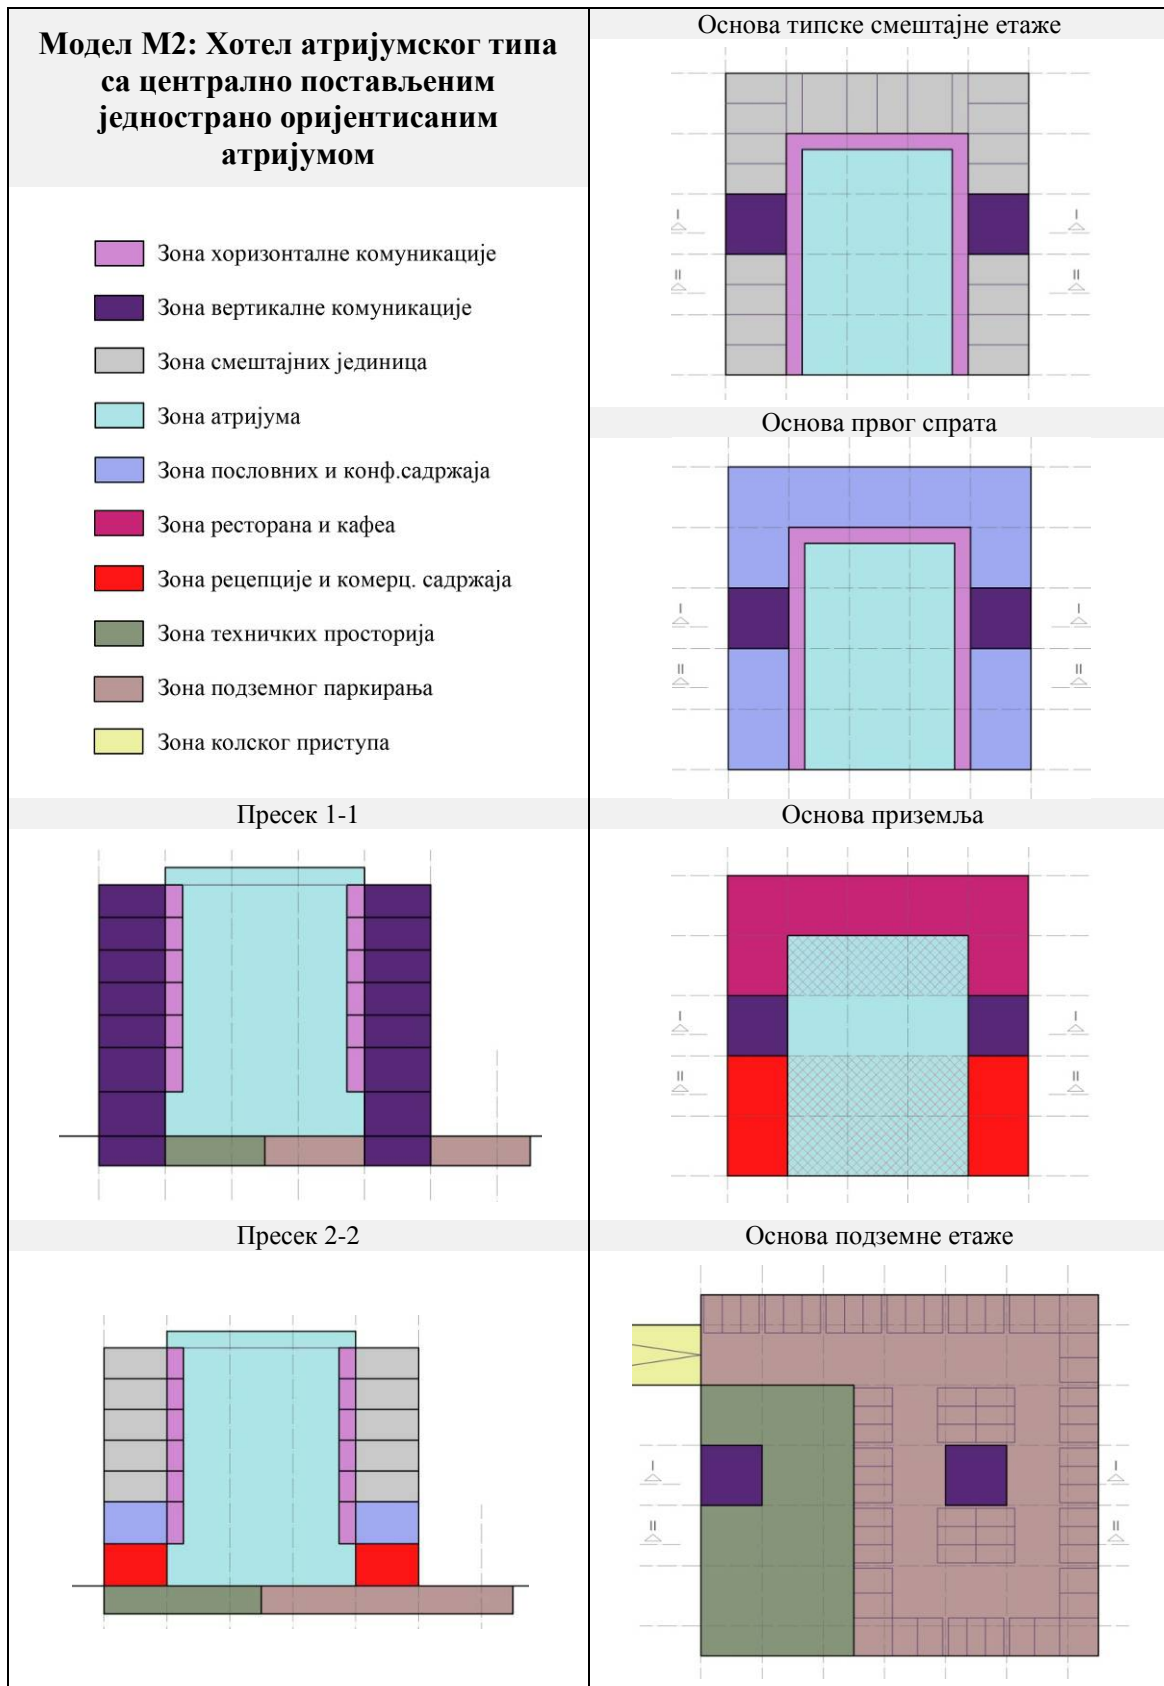 Модел М2: Хотел атријумског типа
са централно постављеним
једнострано оријентисаним
атријумом
Зона хоризонталне комуникације
Зона вертикалне комуникације
Зона смештајних јединица
Зона атријума
Зона пословних и конф.садржаја
Зона ресторана и кафеа
Зона рецепције и комерц. садржаја
Зона техничких просторија
Зона подземног паркирања
Зона колског приступа
Основа типске смештајне етаже
I I
II II
Основа првог спрата
I I
II II
Пресек 1-1
Основа приземља
I I
II II
Пресек 2-2
Основа подземне етаже
I I
II II